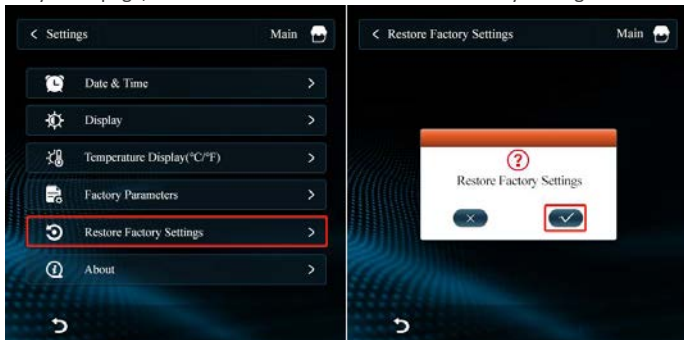 < Settings Main
Date & Time >
Display >
Temperature Display(°C/°F) >
Factory Parameters >
Restore Factory Settings >
About >
< Restore Factory Settings Main
?
Restore Factory Settings